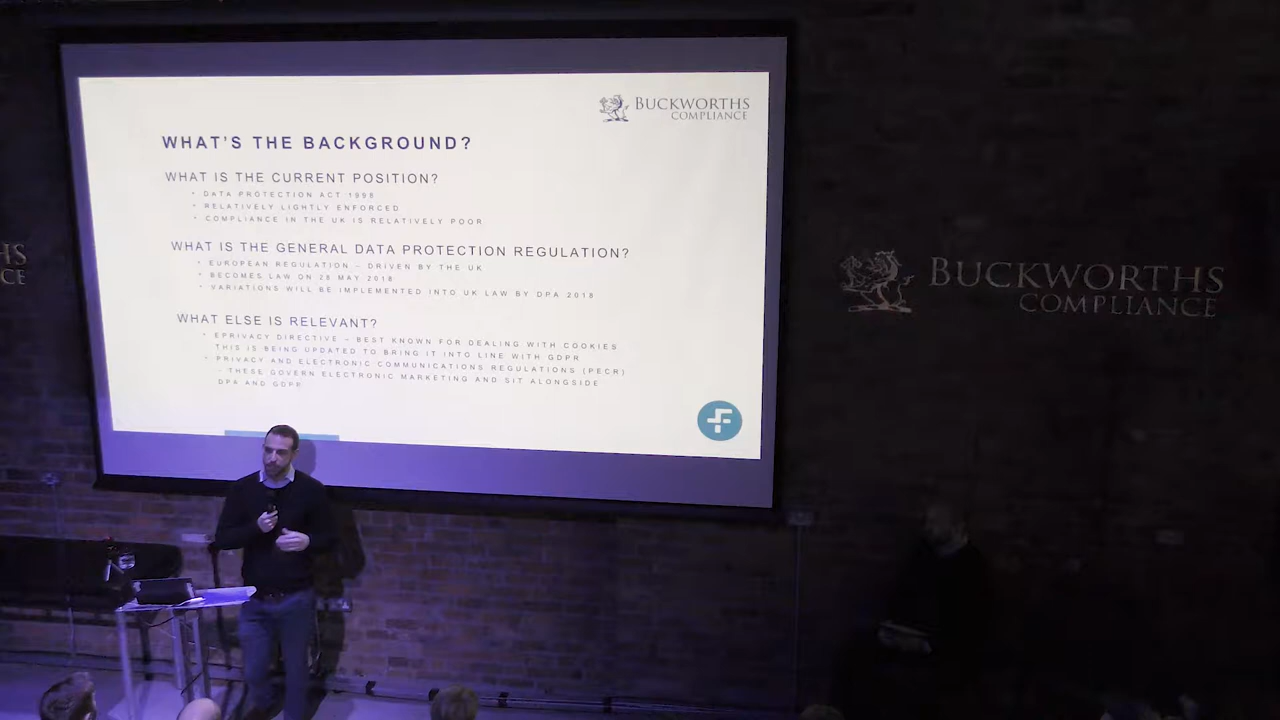 BUCKWORTHS
COMPLIANCE
WHAT'S THE BACKGROUND?
WHAT IS THE CURRENT POSITION?
• DATA PROTECTION ACT 1998
• RELATIVELY LIGHTLY ENFORCED
• COMPLIANCE IN THE UK IS RELATIVELY POOR
WHAT IS THE GENERAL DATA PROTECTION REGULATION?
• EUROPEAN REGULATION – DRIVEN BY THE UK
• BECOMES LAW ON 28 MAY 2018
• VARIATIONS WILL BE IMPLEMENTED INTO UK LAW BY DPA 2018
WHAT ELSE IS RELEVANT?
• EPRIVACY DIRECTIVE – BEST KNOWN FOR DEALING WITH COOKIES
THIS IS BEING UPDATED TO BRING IT INTO LINE WITH GDPR
• PRIVACY AND ELECTRONIC COMMUNICATIONS REGULATIONS (PECR)
- THESE GOVERN ELECTRONIC MARKETING AND SIT ALONGSIDE
DPA AND GDPR
HS
CE
BUCKWORTHS
COMPLIANCE